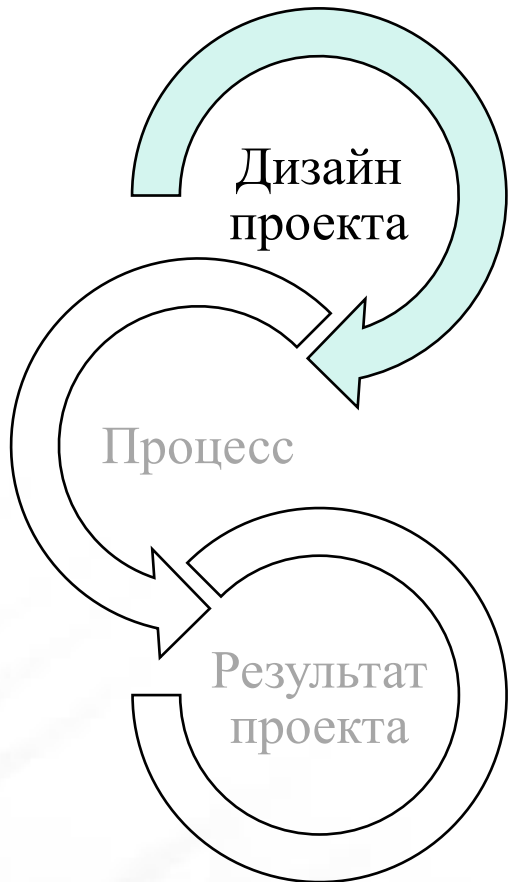 Дизайн
проекта
Процесс
Результат
проекта